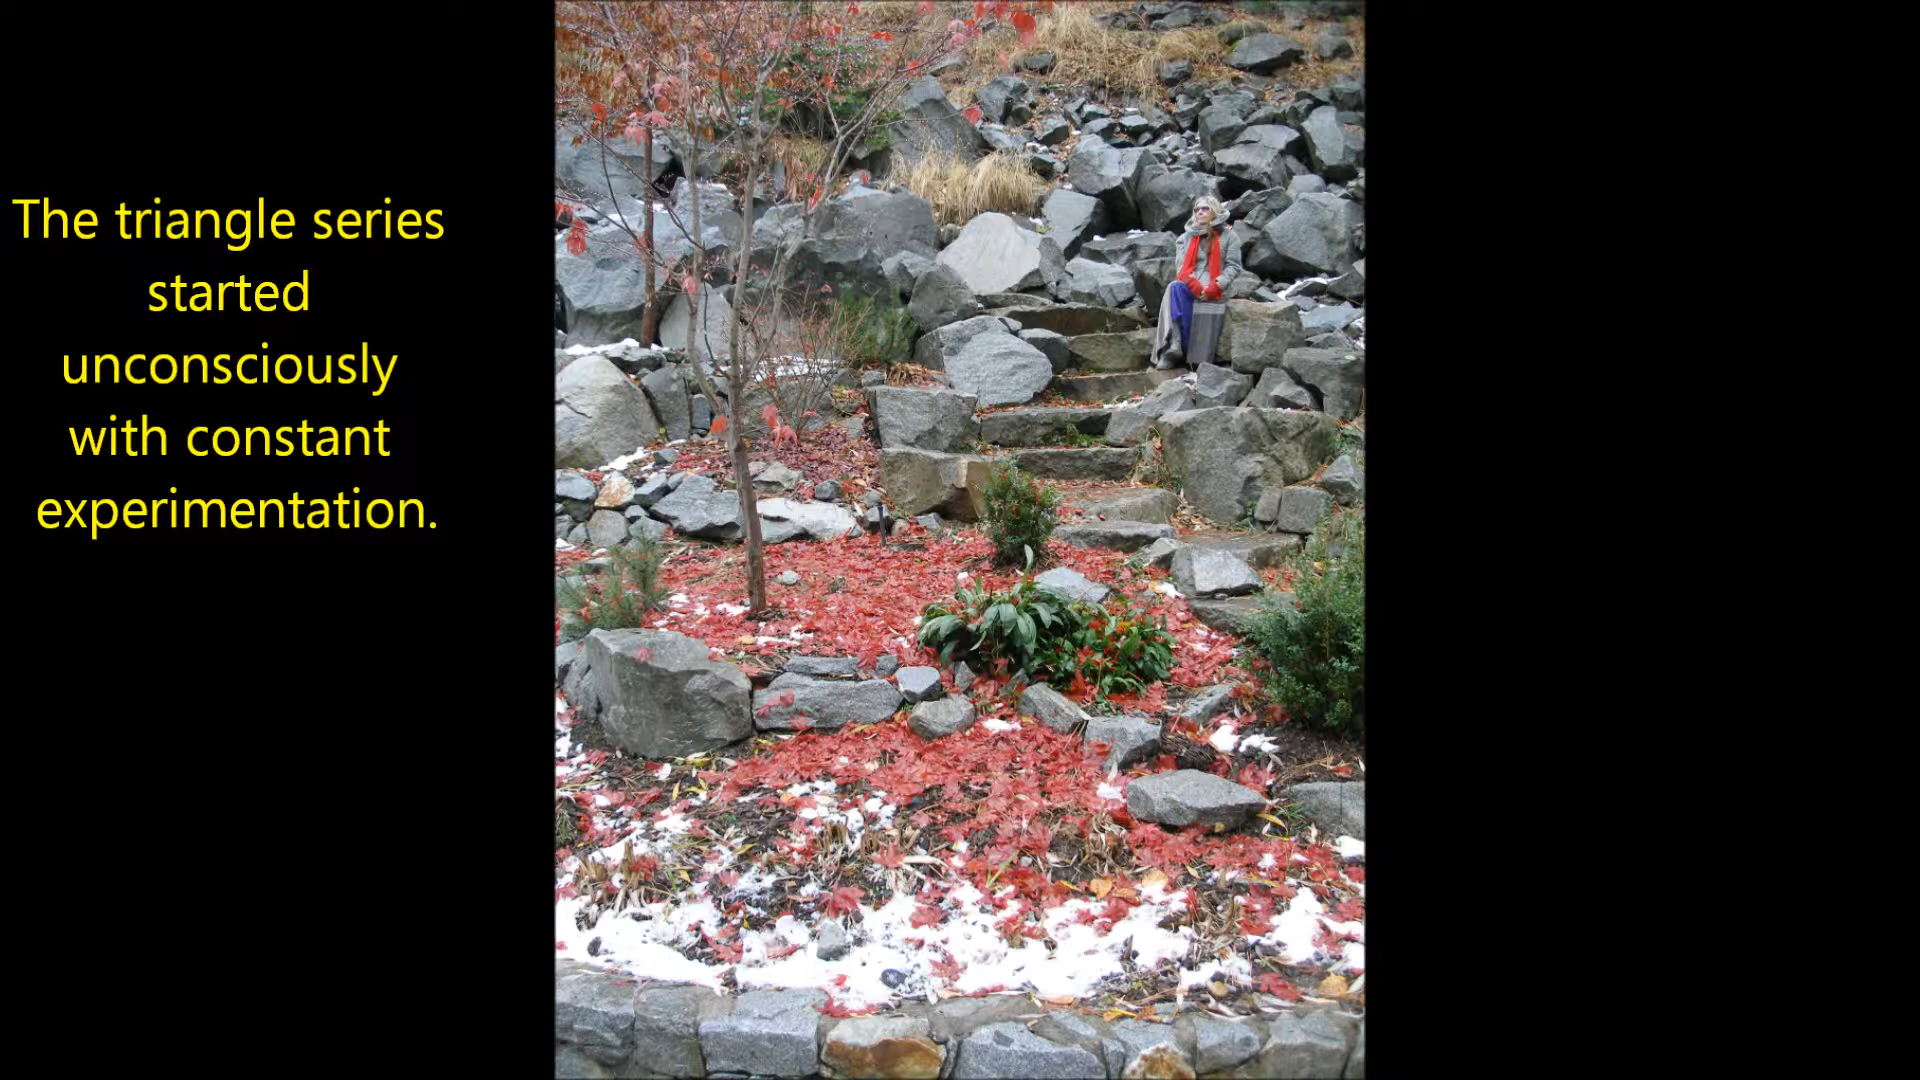 The triangle series
started
unconsciously
with constant
experimentation.